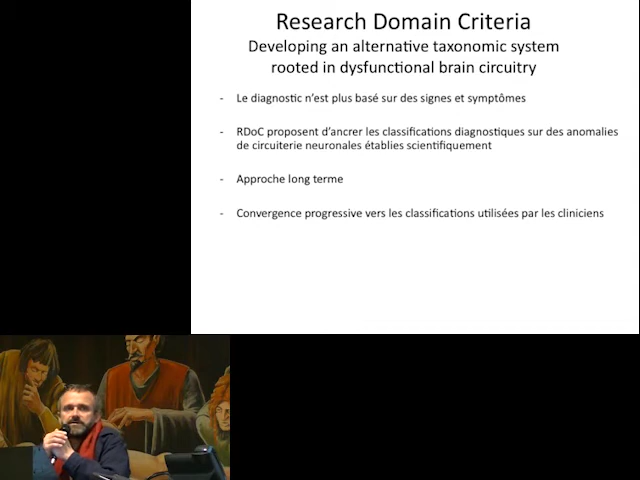 Research Domain Criteria
Developing an alternative taxonomic system
rooted in dysfunctional brain circuitry
- Le diagnostic n'est plus basé sur des signes et symptômes
- RDoC proposent d'ancrer les classifications diagnostiques sur des anomalies
de circuiterie neuronales établies scientifiquement
- Approche long terme
- Convergence progressive vers les classifications utilisées par les cliniciens